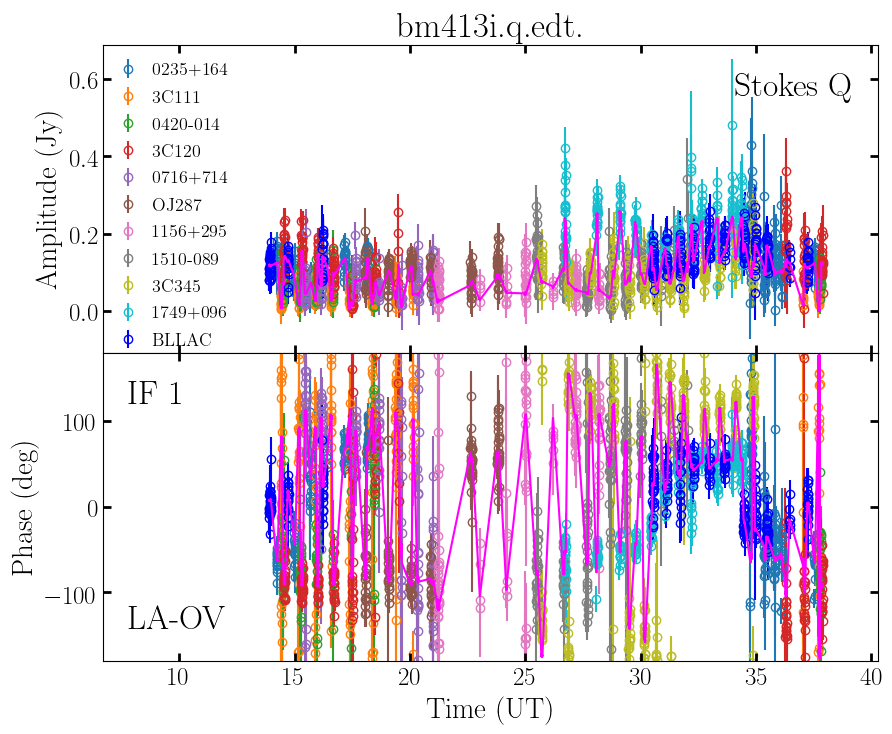 bm413i.q.edt.
Stokes Q
Amplitude (Jy)
0.6
0.4
0.2
0.0
0235+164
3C111
0420-014
3C120
0716+714
OJ287
1156+295
1510-089
3C345
1749+096
BLLAC
IF 1
LA-OV
Phase (deg)
100
0
−100
10 15 20 25 30 35 40
Time (UT)